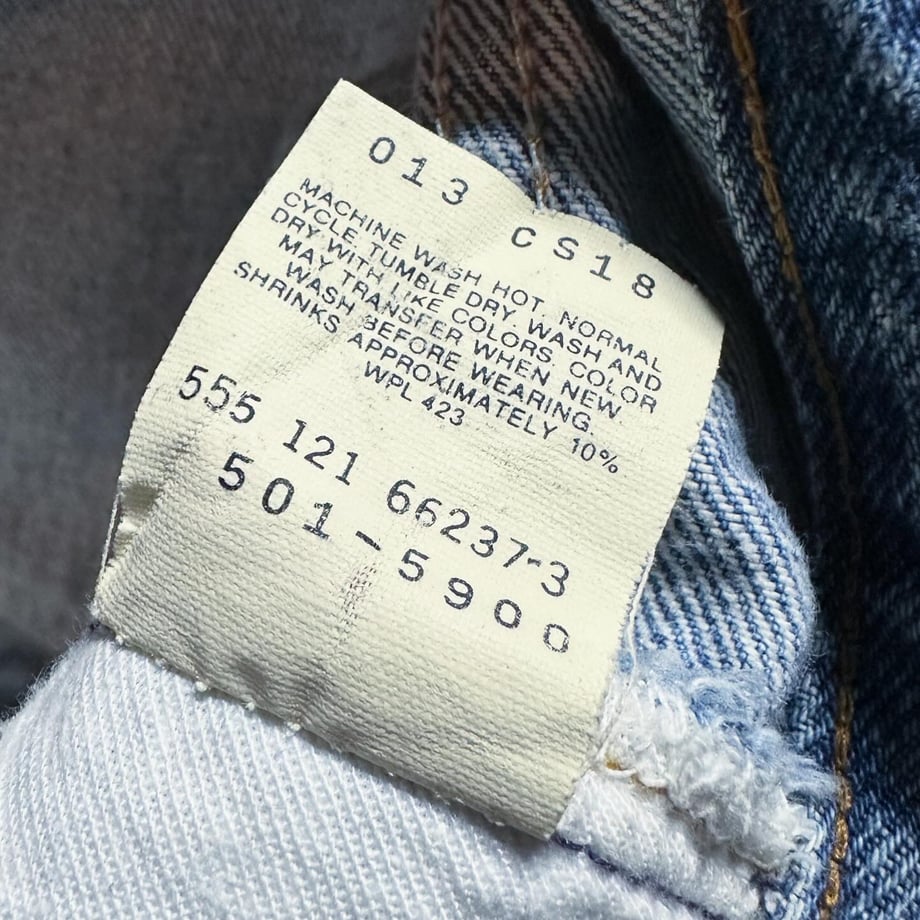 013 CS18
MACHINE WASH HOT, NORMAL
CYCLE TUMBLE DRY. WASH AND
DRY WITH LIKE COLORS. COLOR
MAY TRANSFER WHEN NEW.
WASH BEFORE WEARING.
SHRINKS APPROXIMATELY 10%
WPL 423
555 121 66237-3
501-5900